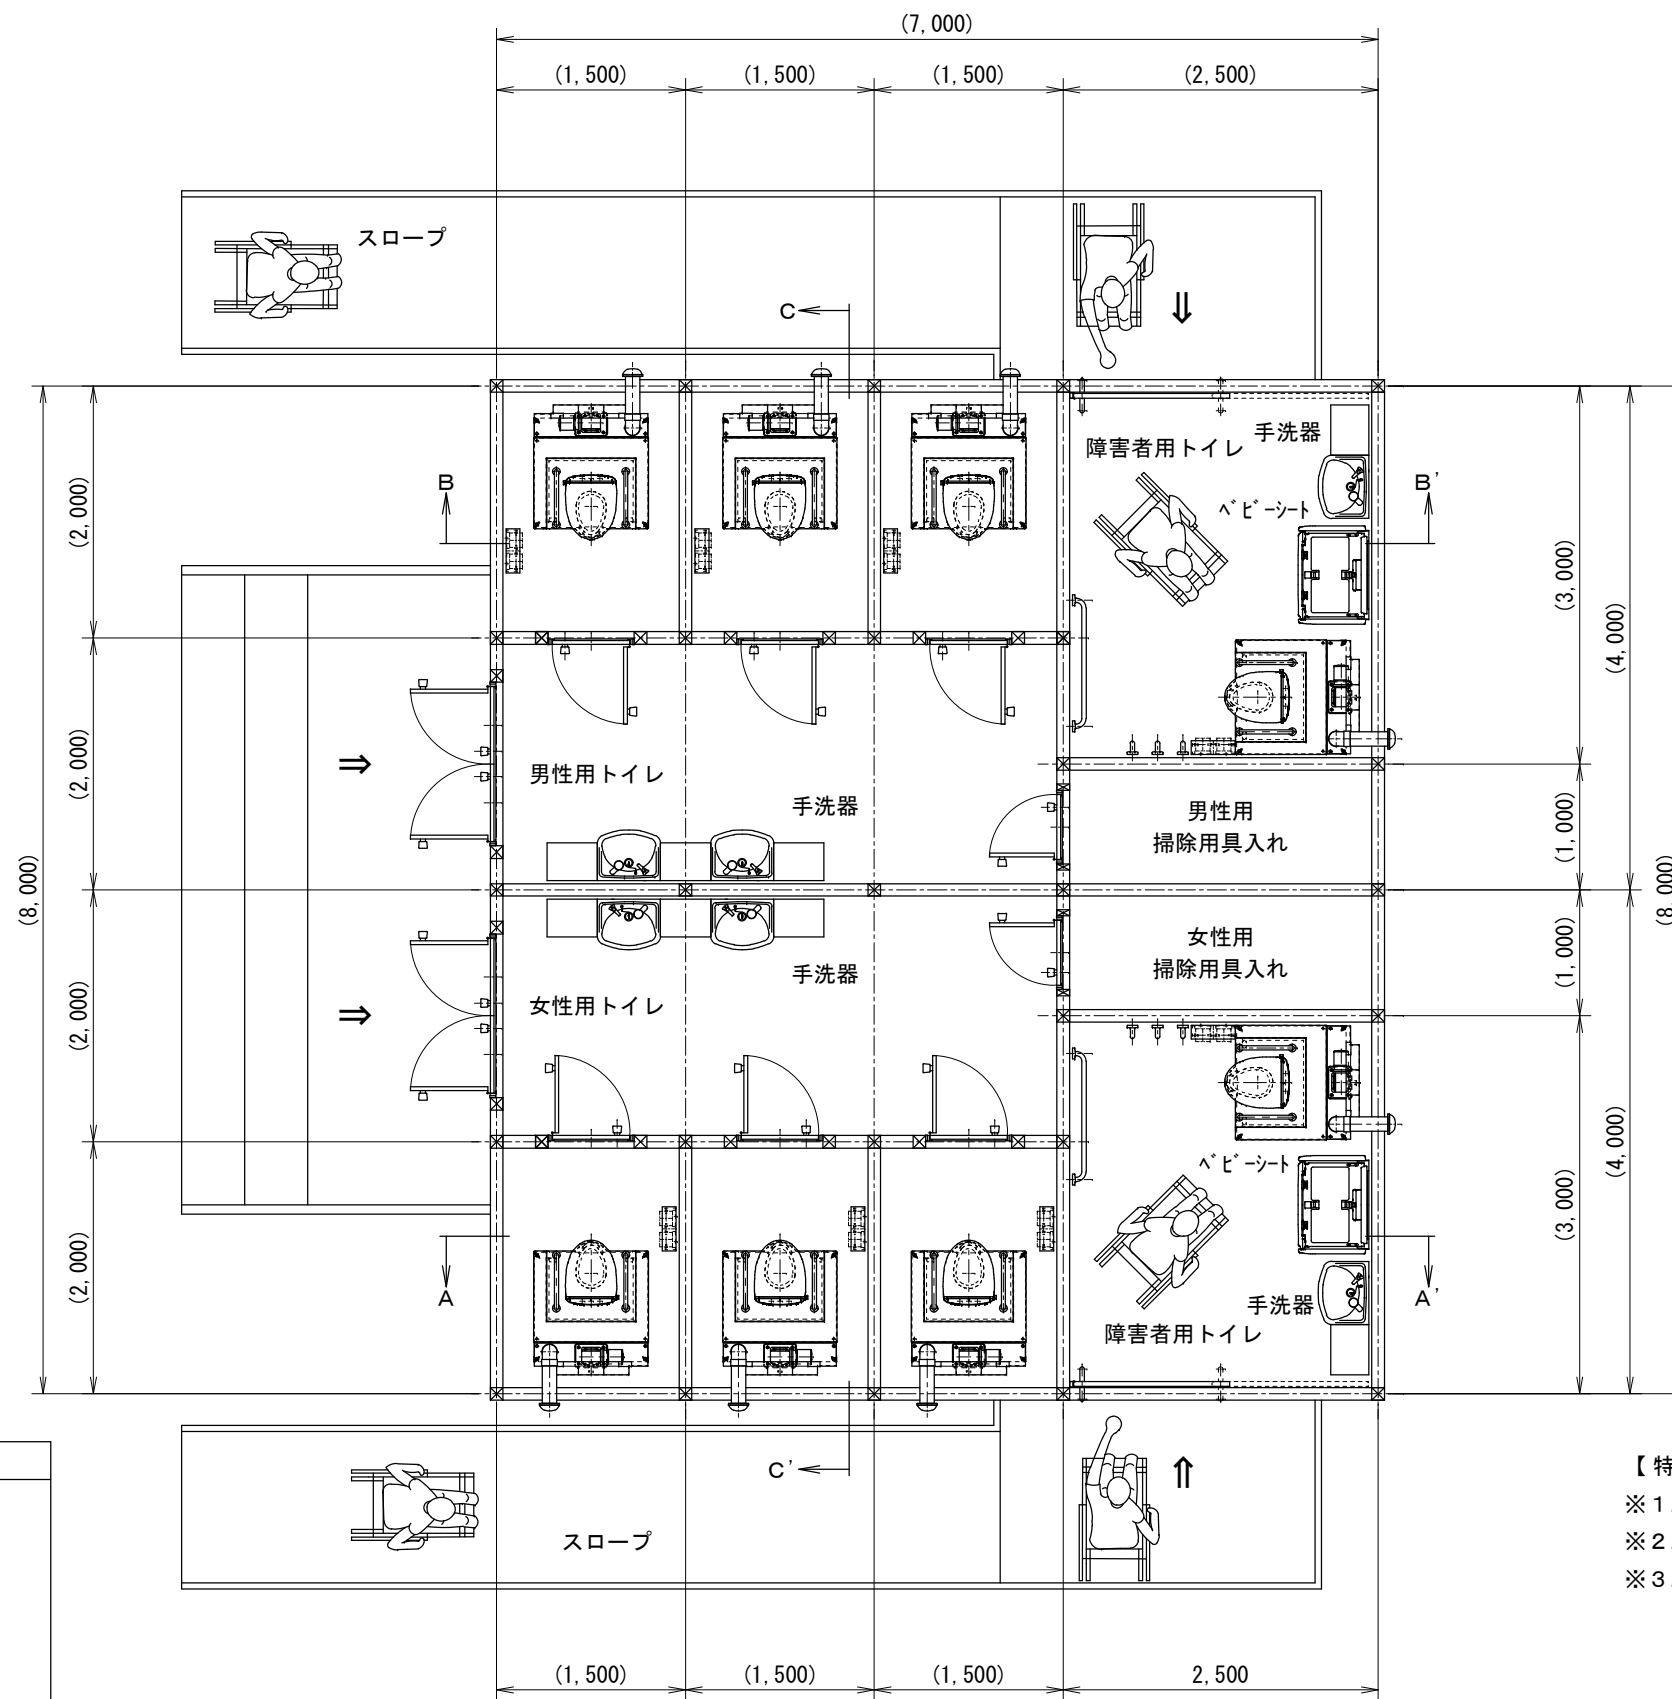 (7,000)
(1,500) (1,500) (1,500) (2,500)
スロープ
C
障害者用トイレ 手洗器
B ベビーシート B'
(2,000) (3,000) (4,000)
(2,000) 男性用トイレ 手洗器
男性用
掃除用具入れ
(1,000)
(8,000) (8,000)
女性用
掃除用具入れ
(1,000)
(2,000) 女性用トイレ 手洗器
ベビーシート (3,000) (4,000)
(2,000) A 手洗器 A'
障害者用トイレ
C'
スロープ
【特
※1.
※2.
※3.
(1,500) (1,500) (1,500) 2,500